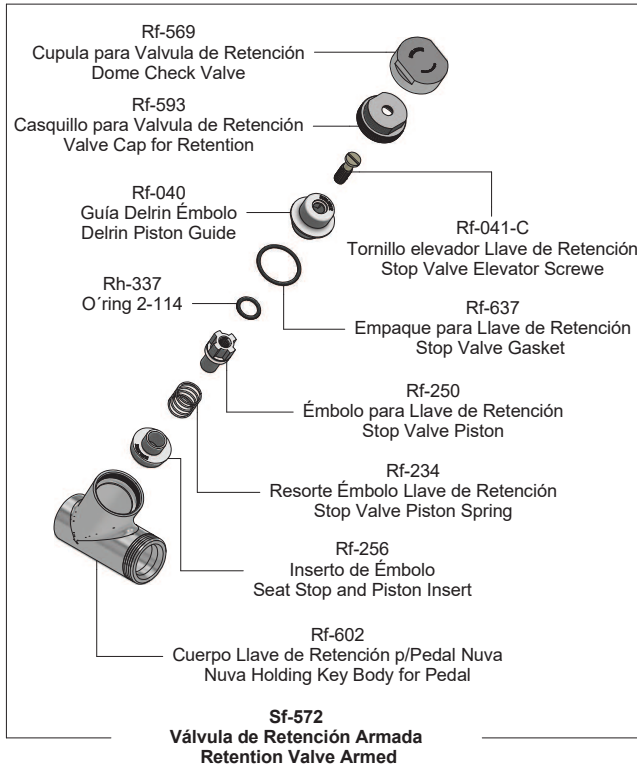 Rf-569
Cupula para Valvula de Retención
Dome Check Valve
Rf-593
Casquillo para Valvula de Retención
Valve Cap for Retention
Rf-040
Guía Delrin Émbolo
Delrin Piston Guide
Rf-041-C
Tornillo elevador Llave de Retención
Stop Valve Elevator Screwe
Rh-337
O´ring 2-114
Rf-637
Empaque para Llave de Retención
Stop Valve Gasket
Rf-250
Émbolo para Llave de Retención
Stop Valve Piston
Rf-234
Resorte Émbolo Llave de Retención
Stop Valve Piston Spring
Rf-256
Inserto de Émbolo
Seat Stop and Piston Insert
Rf-602
Cuerpo Llave de Retención p/Pedal Nuva
Nuva Holding Key Body for Pedal
Sf-572
Válvula de Retención Armada
Retention Valve Armed